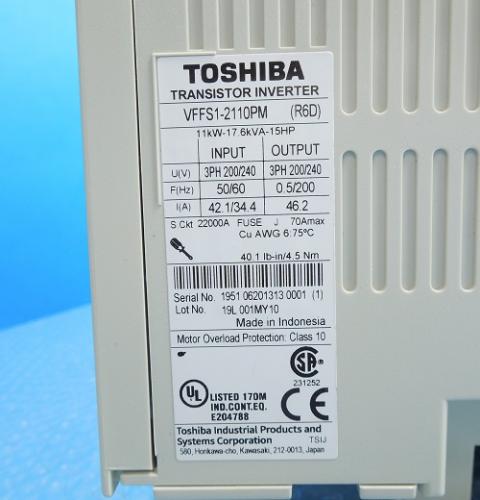 TOSHIBA
TRANSISTOR INVERTER
VFFS1-2110PM (R6D)
11kW-17.6kVA-15HP
INPUT OUTPUT
U(V) 3PH 200/240 3PH 200/240
F(Hz) 50/60 0.5/200
I(A) 42.1/34.4 46.2
S.Ckt 22000A FUSE J 70Amax
Cu AWG 6:75°C
40.1 lb-in/4.5 Nm
Serial No. 1951 06201313 0001 (1)
Lot No. 19L 001MY10
Made in Indonesia
Motor Overload Protection: Class 10
SA
231252
UL LISTED 170M
IND.CONT.EQ.
E204788
CE
Toshiba Industrial Products and
Systems Corporation TSIJ
580, Horikawa-cho, Kawasaki, 212-0013, Japan